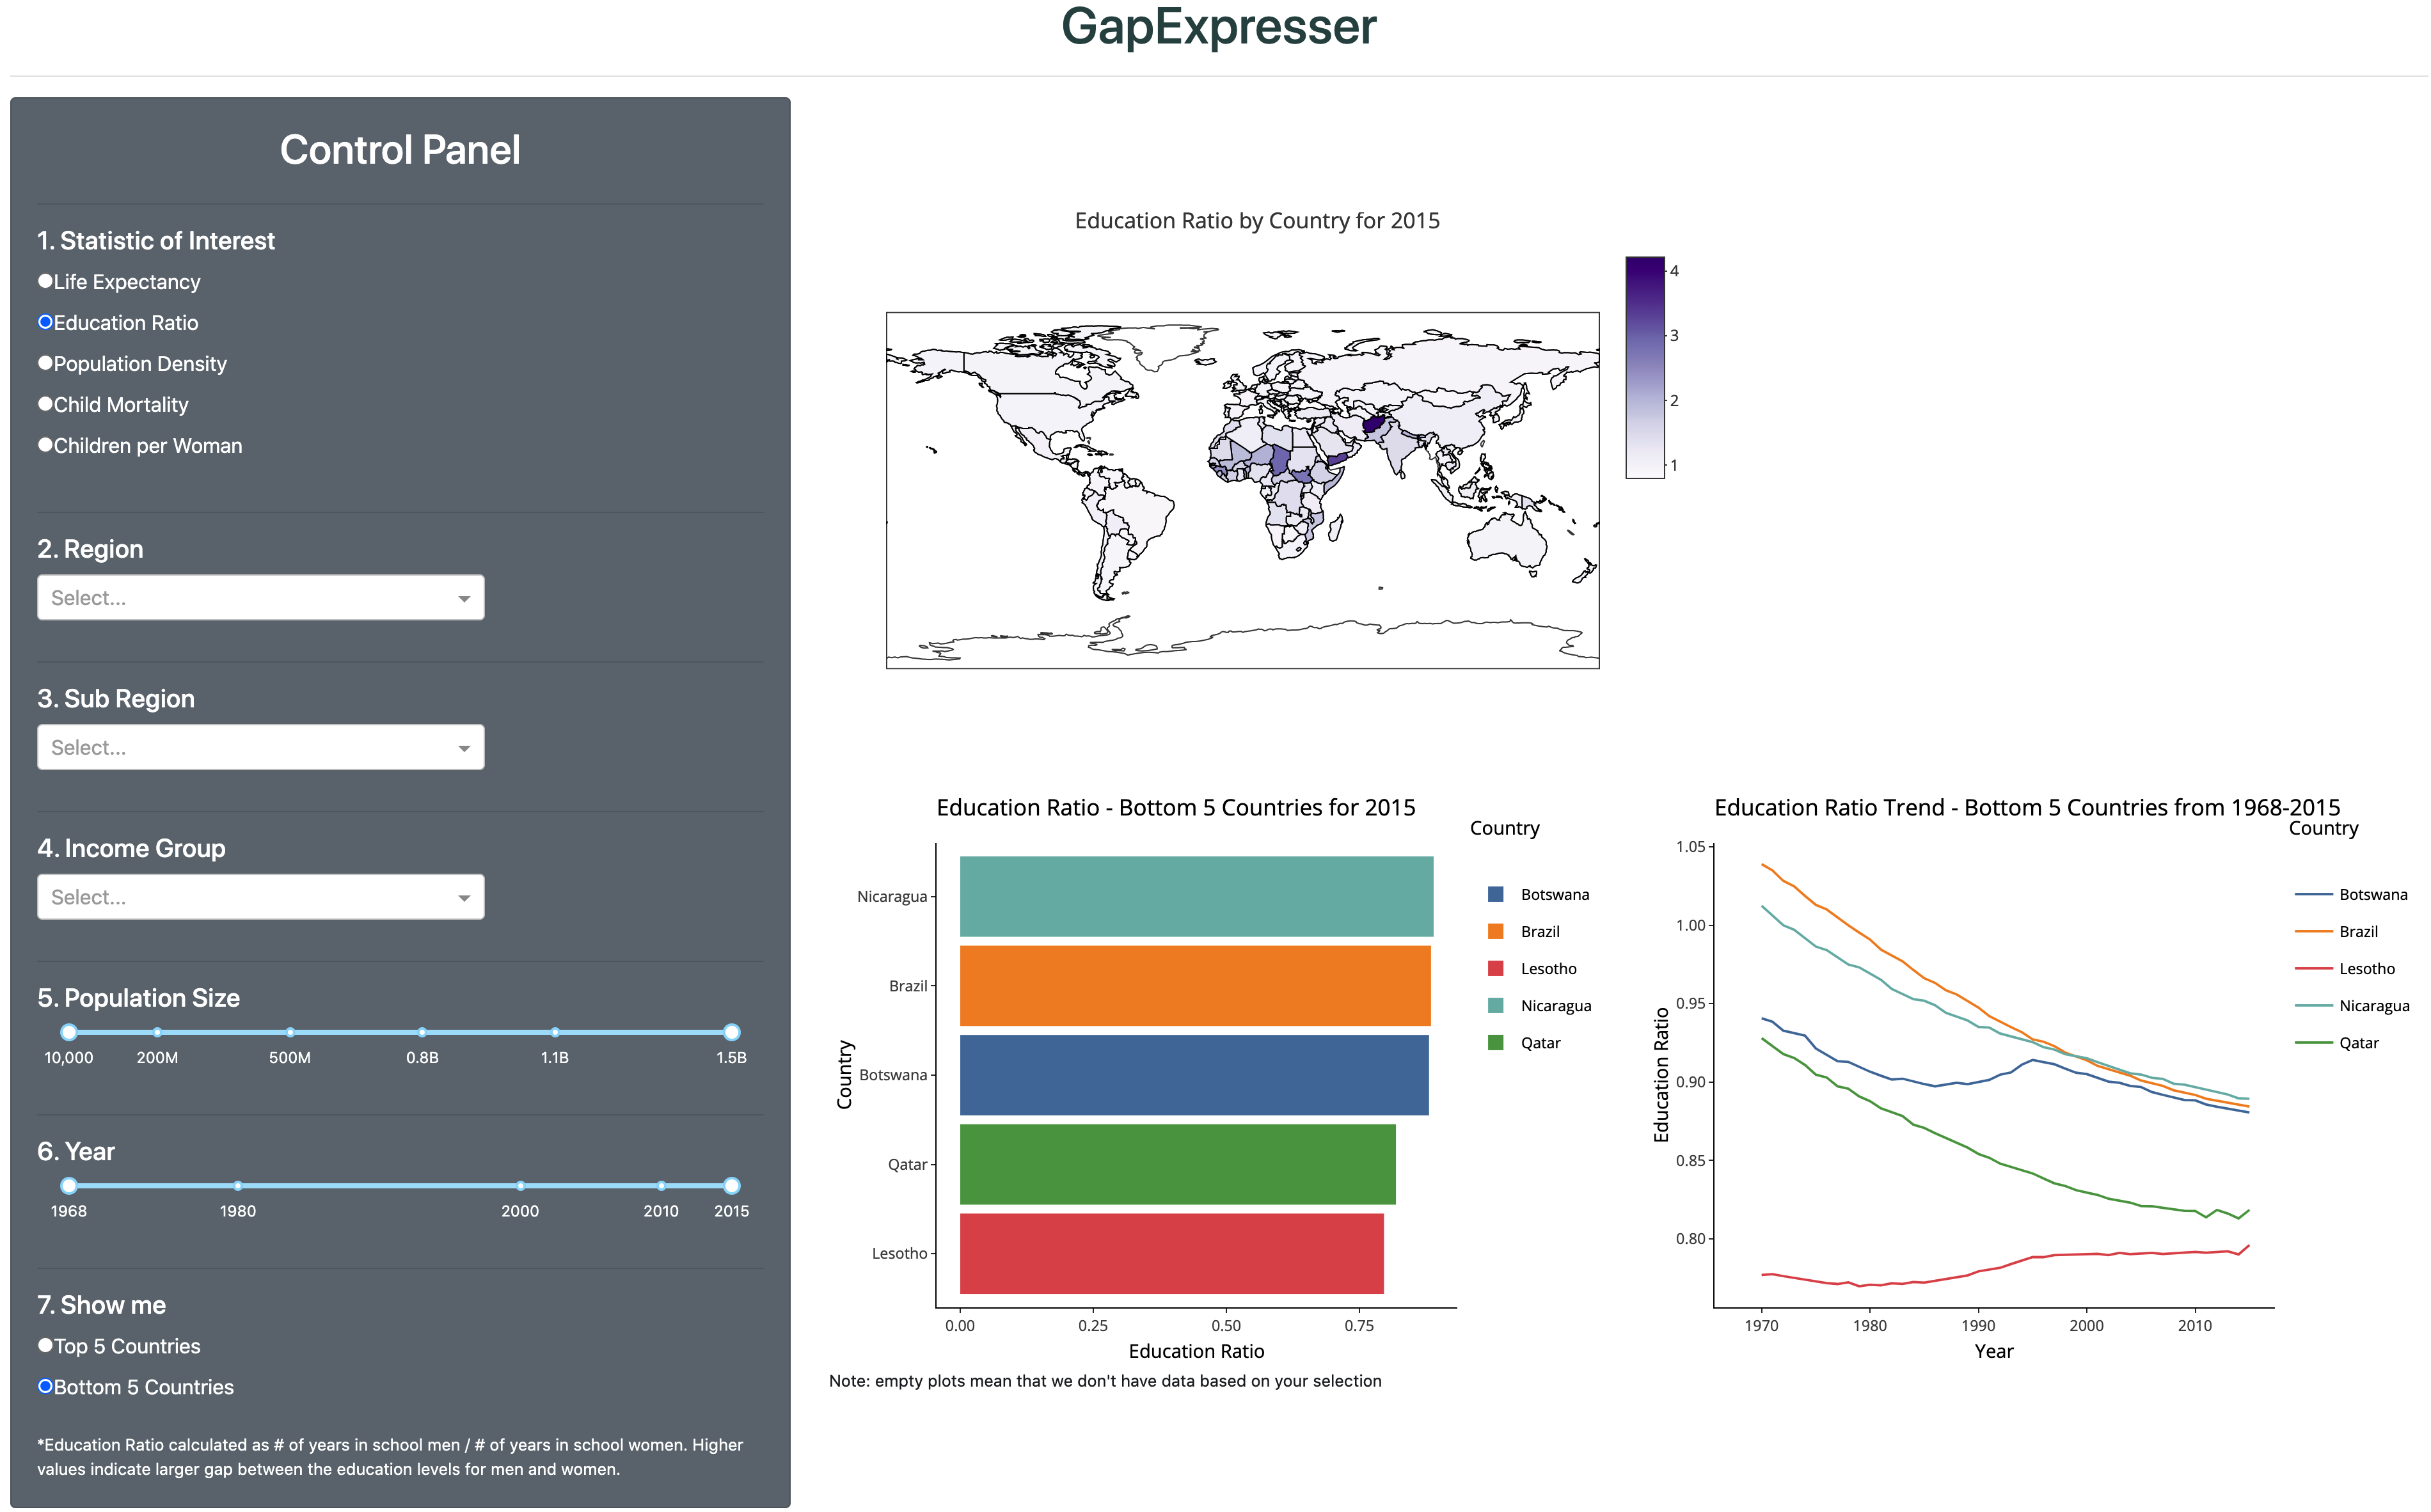 GapExpresser
Control Panel
1. Statistic of Interest
Life Expectancy
Education Ratio
Population Density
Child Mortality
Children per Woman
2. Region
Select...
3. Sub Region
Select...
4. Income Group
Select...
5. Population Size
10,000 200M 500M 0.8B 1.1B 1.5B
6. Year
1968 1980 2000 2010 2015
7. Show me
Top 5 Countries
Bottom 5 Countries
*Education Ratio calculated as # of years in school men / # of years in school women. Higher
values indicate larger gap between the education levels for men and women.
Education Ratio by Country for 2015
4
3
2
1
Education Ratio - Bottom 5 Countries for 2015
Country
Nicaragua
Brazil
Botswana
Qatar
Lesotho
Country
0.00 0.25 0.50 0.75
Education Ratio
Botswana
Brazil
Lesotho
Nicaragua
Qatar
Note: empty plots mean that we don't have data based on your selection
Education Ratio Trend - Bottom 5 Countries from 1968-2015
Country
1.05
1.00
0.95
0.90
0.85
0.80
Education Ratio
1970 1980 1990 2000 2010
Year
Botswana
Brazil
Lesotho
Nicaragua
Qatar